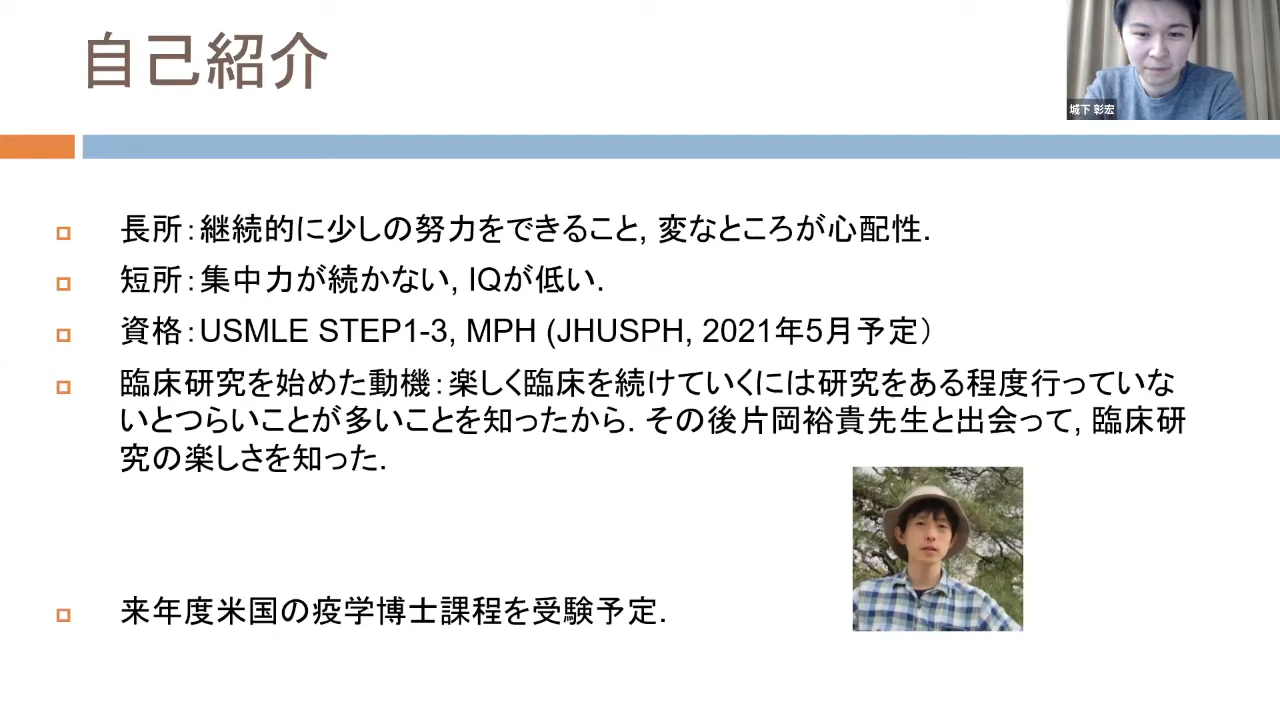 自己紹介
城下 彰宏
長所：継続的に少しの努力をできること, 変なところが心配性.
短所：集中力が続かない, IQが低い.
資格：USMLE STEP1-3, MPH (JHUSPH, 2021年5月予定）
臨床研究を始めた動機：楽しく臨床を続けていくには研究をある程度行っていな
いとつらいことが多いことを知ったから. その後片岡裕貴先生と出会って, 臨床研
究の楽しさを知った.
来年度米国の疫学博士課程を受験予定.